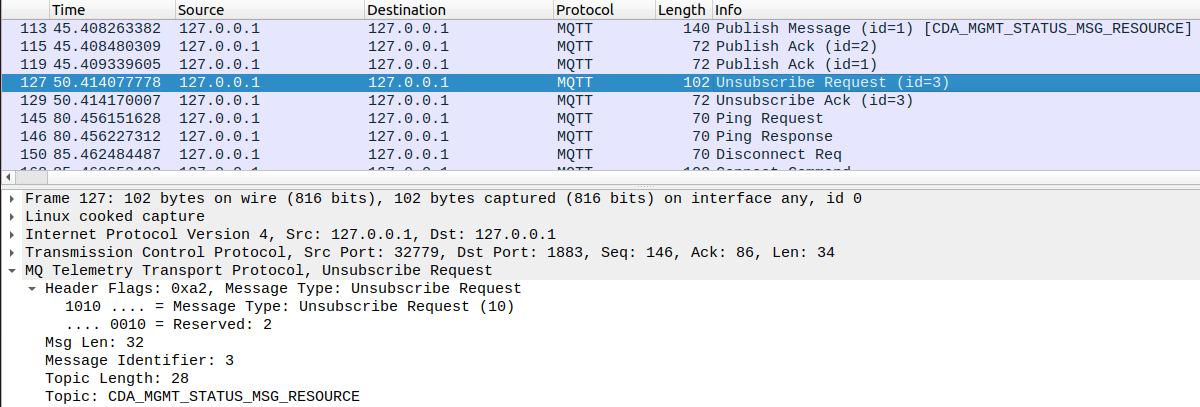 Time Source Destination Protocol Length Info
113 45.408263382 127.0.0.1 127.0.0.1 MQTT 140 Publish Message (id=1) [CDA_MGMT_STATUS_MSG_RESOURCE]
115 45.408480309 127.0.0.1 127.0.0.1 MQTT 72 Publish Ack (id=2)
119 45.409339605 127.0.0.1 127.0.0.1 MQTT 72 Publish Ack (id=1)
127 50.414077778 127.0.0.1 127.0.0.1 MQTT 102 Unsubscribe Request (id=3)
129 50.414170007 127.0.0.1 127.0.0.1 MQTT 72 Unsubscribe Ack (id=3)
145 80.456151628 127.0.0.1 127.0.0.1 MQTT 70 Ping Request
146 80.456227312 127.0.0.1 127.0.0.1 MQTT 70 Ping Response
150 85.462484487 127.0.0.1 127.0.0.1 MQTT 70 Disconnect Req
Frame 127: 102 bytes on wire (816 bits), 102 bytes captured (816 bits) on interface any, id 0
Linux cooked capture
Internet Protocol Version 4, Src: 127.0.0.1, Dst: 127.0.0.1
Transmission Control Protocol, Src Port: 32779, Dst Port: 1883, Seq: 146, Ack: 86, Len: 34
MQ Telemetry Transport Protocol, Unsubscribe Request
Header Flags: 0xa2, Message Type: Unsubscribe Request
1010 .... = Message Type: Unsubscribe Request (10)
.... 0010 = Reserved: 2
Msg Len: 32
Message Identifier: 3
Topic Length: 28
Topic: CDA_MGMT_STATUS_MSG_RESOURCE